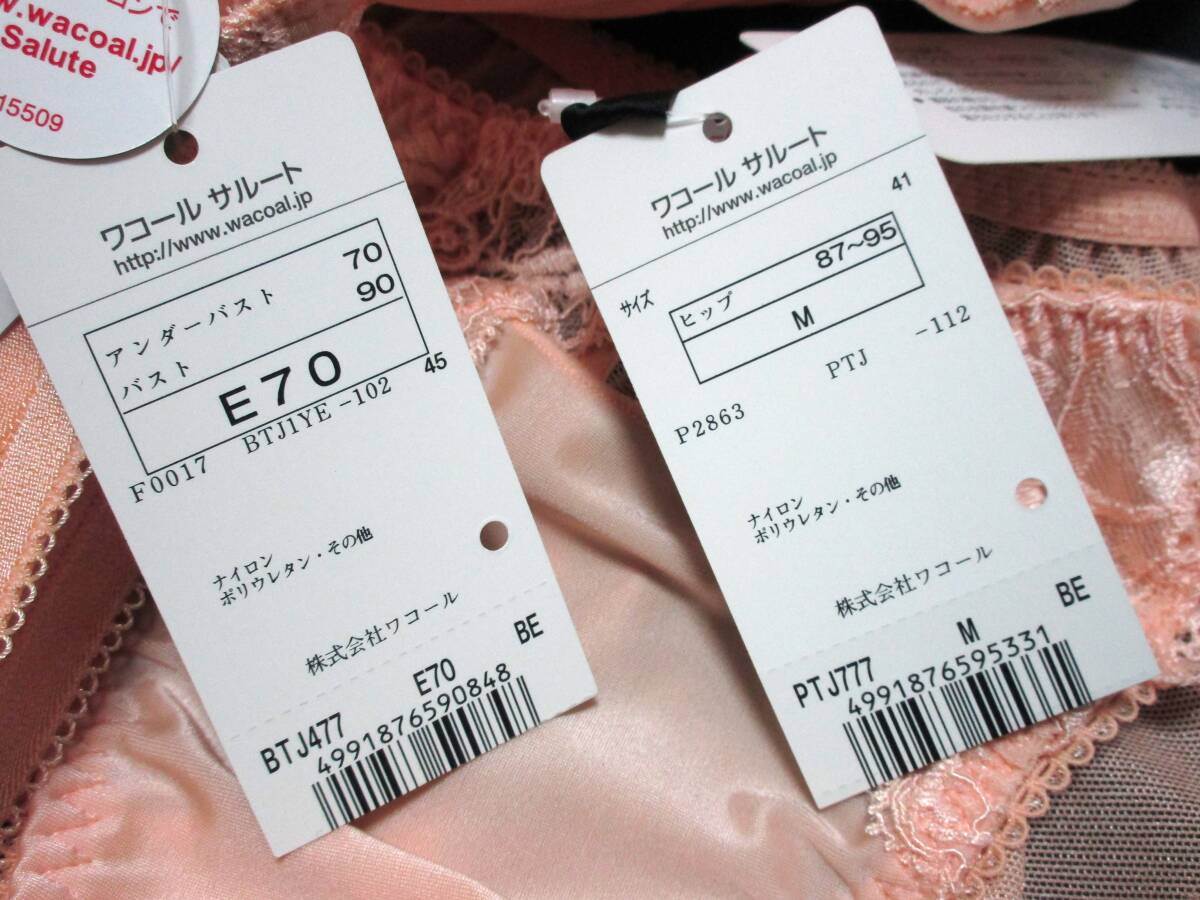 w.wacoal.jp/
Salute
15509
ワコール サルート
http://www.wacoal.jp
アンダーバスト 70
バスト 90
E70
45
F0017 BTJ1YE -102
ナイロン
ポリウレタン・その他
株式会社ワコール
BE
E70
BTJ477
4991876590848
ワコール サルート
http://www.wacoal.jp
41
サイズ
ヒップ 87~95
M
PTJ -112
P2863
ナイロン
ポリウレタン・その他
株式会社ワコール
BE
M
PTJ777
4991876595331